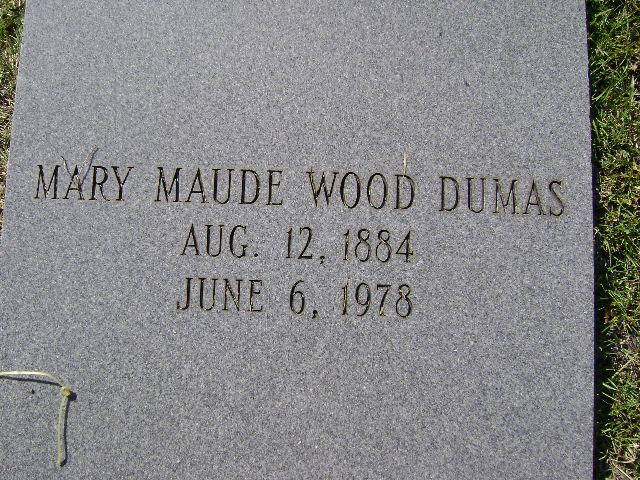 MARY MAUDE WOOD DUMAS
AUG. 12, 1884
JUNE 6, 1978